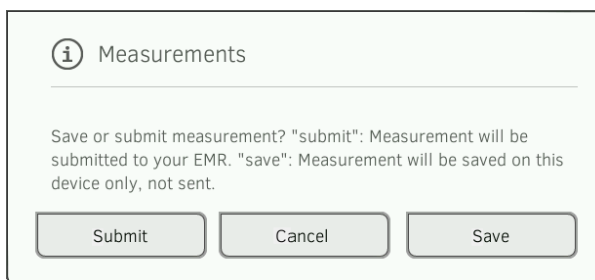 Measurements
Save or submit measurement? "submit": Measurement will be
submitted to your EMR. "save": Measurement will be saved on this
device only, not sent.
Submit Cancel Save